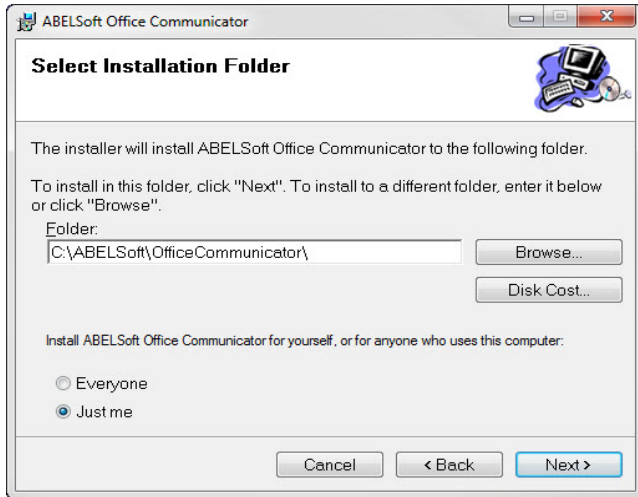 ABELSoft Office Communicator
Select Installation Folder
The installer will install ABELSoft Office Communicator to the following folder.
To install in this folder, click "Next". To install to a different folder, enter it below
or click "Browse".
Folder:
C:\ABELSoft\OfficeCommunicator\
Browse...
Disk Cost...
Install ABELSoft Office Communicator for yourself, or for anyone who uses this computer:
Everyone
Just me
Cancel
< Back
Next >